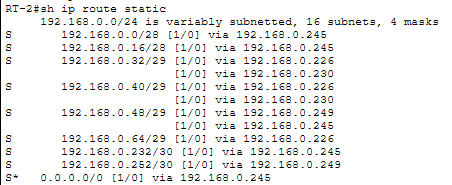 RT-2#sh ip route static
     192.168.0.0/24 is variably subnetted, 16 subnets, 4 masks
S       192.168.0.0/28 [1/0] via 192.168.0.245
S       192.168.0.16/28 [1/0] via 192.168.0.245
S       192.168.0.32/29 [1/0] via 192.168.0.226
                        [1/0] via 192.168.0.230
S       192.168.0.40/29 [1/0] via 192.168.0.226
                        [1/0] via 192.168.0.230
S       192.168.0.48/29 [1/0] via 192.168.0.249
                        [1/0] via 192.168.0.245
S       192.168.0.64/29 [1/0] via 192.168.0.226
S       192.168.0.232/30 [1/0] via 192.168.0.245
S       192.168.0.252/30 [1/0] via 192.168.0.249
S*   0.0.0.0/0 [1/0] via 192.168.0.245